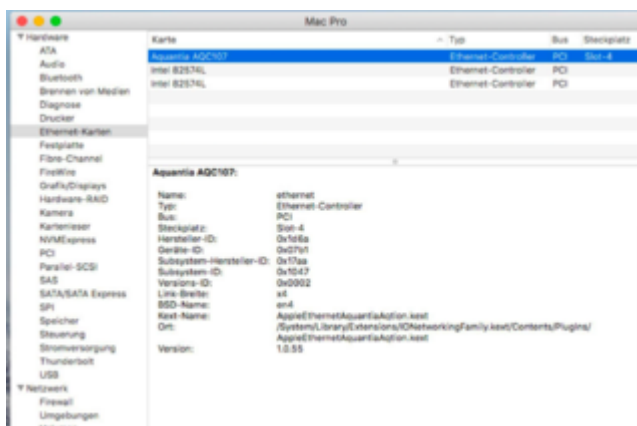 Mac Pro
Hardware
ATA
Audio
Bluetooth
Brennen von Medien
Diagnose
Drucker
Ethernet-Karten
Festplatte
Fibre-Channel
FireWire
Grafik/Displays
Hardware-RAID
Kamera
Kartenleser
NVMExpress
PCI
Parallel-SCSI
SAS
SATA/SATA Express
SPI
Speicher
Steuerung
Stromversorgung
Thunderbolt
USB
Netzwerk
Firewall
Umgebungen
Karte Typ Bus Steckplatz
Aquantia AQC107 Ethernet-Controller PCI Slot-4
Intel 82574L Ethernet-Controller PCI
Intel 82574L Ethernet-Controller PCI
Aquantia AQC107:
Name: ethernet
Typ: Ethernet-Controller
Bus: PCI
Steckplatz: Slot-4
Hersteller-ID: 0x1d6a
Geräte-ID: 0x07b1
Subsystem-Hersteller-ID: 0x17aa
Subsystem-ID: 0x1047
Versions-ID: 0x0002
Link-Breite: x4
BSD-Name: en4
Kext-Name: AppleEthernetAquantiaAqtion.kext
Ort: /System/Library/Extensions/IONetworkingFamily.kext/Contents/PlugIns/
AppleEthernetAquantiaAqtion.kext
Version: 1.0.55